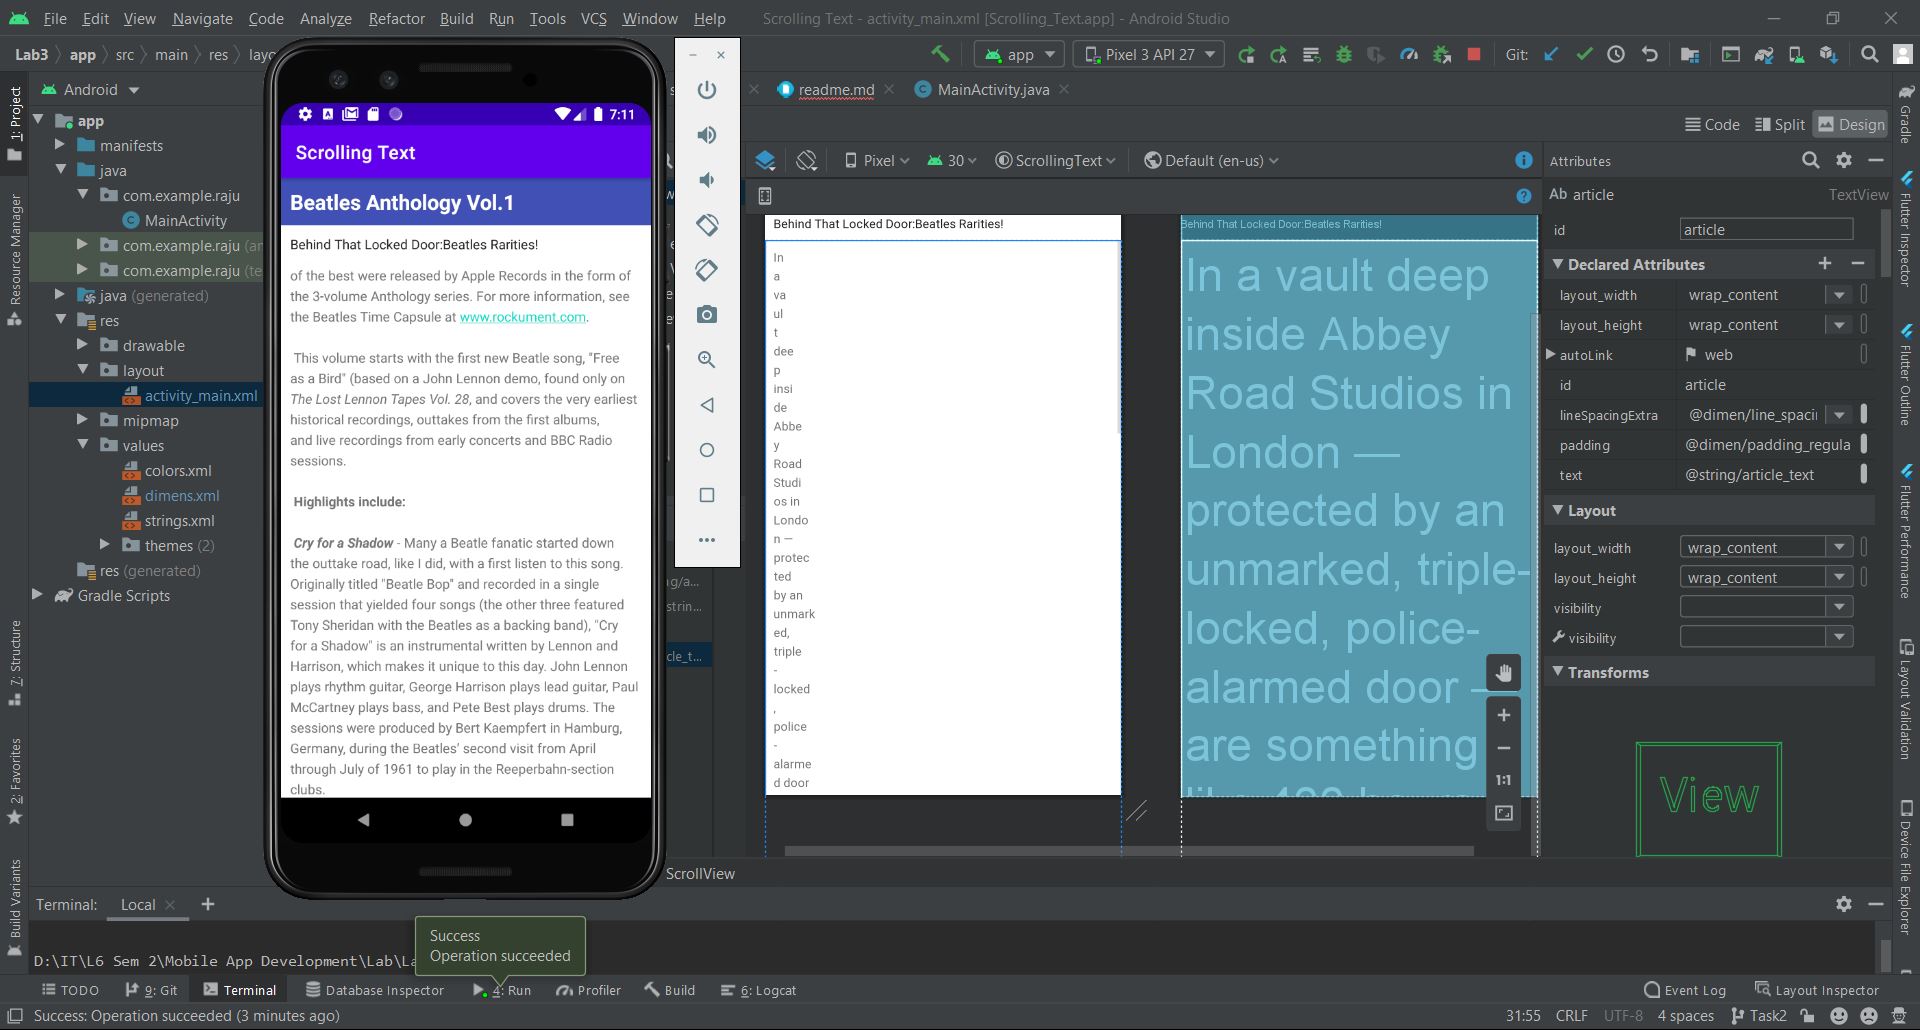 File Edit View Navigate Code Analyze Refactor Build Run Tools VCS Window Help Scrolling Text - activity_main.xml [Scrolling_Text.app] - Android Studio
Lab3 app src main res
app Pixel 3 API 27 Git:
Android
readme.md MainActivity.java
Code Split Design
Pixel 30 ScrollingText Default (en-us)
Attributes
1: Project
Resource Manager
7: Structure
2: Favorites
Build Variants
app
manifests
java
com.example.raju
MainActivity
com.example.raju
com.example.raju
java (generated)
res
drawable
layout
activity_main.xml
mipmap
values
colors.xml
dimens.xml
strings.xml
themes (2)
res (generated)
Gradle Scripts
7:11
Scrolling Text
Beatles Anthology Vol.1
Behind That Locked Door:Beatles Rarities!
of the best were released by Apple Records in the form of
the 3-volume Anthology series. For more information, see
the Beatles Time Capsule at www.rockument.com.
This volume starts with the first new Beatle song, "Free
as a Bird" (based on a John Lennon demo, found only on
The Lost Lennon Tapes Vol. 28, and covers the very earliest
historical recordings, outtakes from the first albums,
and live recordings from early concerts and BBC Radio
sessions.
Highlights include:
Cry for a Shadow - Many a Beatle fanatic started down
the outtake road, like I did, with a first listen to this song.
Originally titled "Beatle Bop" and recorded in a single
session that yielded four songs (the other three featured
Tony Sheridan with the Beatles as a backing band), "Cry
for a Shadow" is an instrumental written by Lennon and
Harrison, which makes it unique to this day. John Lennon
plays rhythm guitar, George Harrison plays lead guitar, Paul
McCartney plays bass, and Pete Best plays drums. The
sessions were produced by Bert Kaempfert in Hamburg,
Germany, during the Beatles' second visit from April
through July of 1961 to play in the Reeperbahn-section
clubs.
Behind That Locked Door:Beatles Rarities!
In
a
va
ul
t
dee
p
insi
de
Abbe
y
Road
Studi
os in
Londo
n —
protec
ted
by an
unmark
ed,
triple
-
locked
,
police
-
alarme
d door
Behind That Locked Door:Beatles Rarities!
In a vault deep
inside Abbey
Road Studios in
London —
protected by an
unmarked, triple-
locked, police-
alarmed door —
are something
1:1
Ab article TextView
id article
Declared Attributes
layout_width wrap_content
layout_height wrap_content
autoLink web
id article
lineSpacingExtra @dimen/line_spaci
padding @dimen/padding_regula
text @string/article_text
Layout
layout_width wrap_content
layout_height wrap_content
visibility
visibility
Transforms
View
Gradle
Flutter Inspector
Flutter Outline
Flutter Performance
Layout Validation
Device File Explorer
ScrollView
Terminal: Local
Success
Operation succeeded
D:\IT\L6 Sem 2\Mobile App Development\Lab\La
TODO 9: Git Terminal Database Inspector 4: Run Profiler Build 6: Logcat Event Log Layout Inspector
Success: Operation succeeded (3 minutes ago) 31:55 CRLF UTF-8 4 spaces Task2